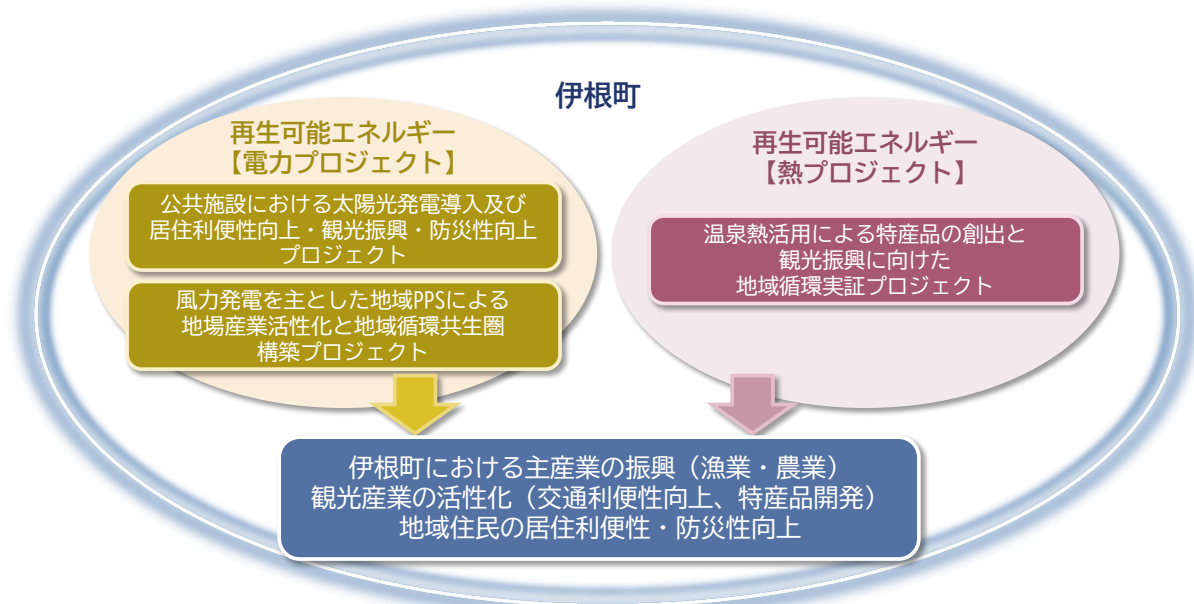 伊根町
再生可能エネルギー
【電力プロジェクト】
公共施設における太陽光発電導入及び
居住利便性向上・観光振興・防災性向上
プロジェクト
風力発電を主とした地域PPSによる
地場産業活性化と地域循環共生圏
構築プロジェクト
再生可能エネルギー
【熱プロジェクト】
温泉熱活用による特産品の創出と
観光振興に向けた
地域循環実証プロジェクト
伊根町における主産業の振興（漁業・農業）
観光産業の活性化（交通利便性向上、特産品開発）
地域住民の居住利便性・防災性向上